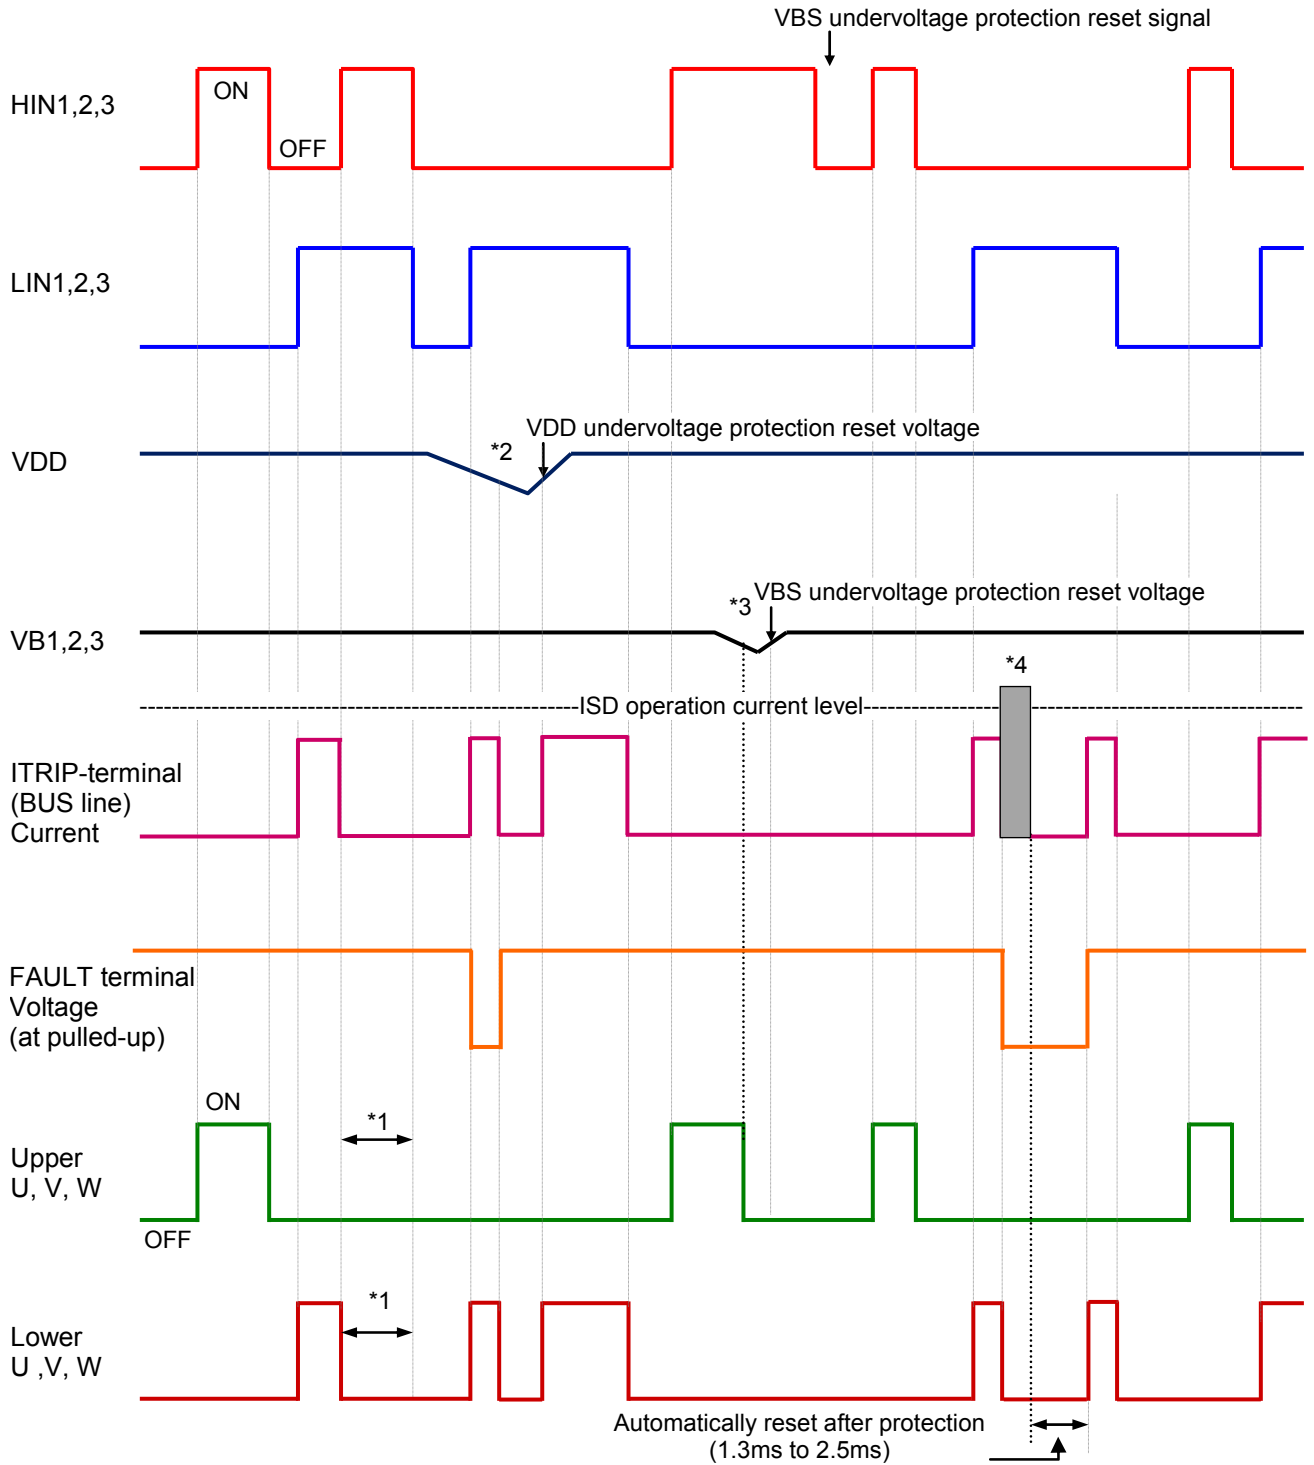 VBS undervoltage protection reset signal
HIN1,2,3
ON
OFF
LIN1,2,3
VDD
*2
VDD undervoltage protection reset voltage
VB1,2,3
*3
VBS undervoltage protection reset voltage
*4
ISD operation current level
ITRIP-terminal
(BUS line)
Current
FAULT terminal
Voltage
(at pulled-up)
ON
*1
Upper
U, V, W
OFF
*1
Lower
U ,V, W
Automatically reset after protection
(1.3ms to 2.5ms)